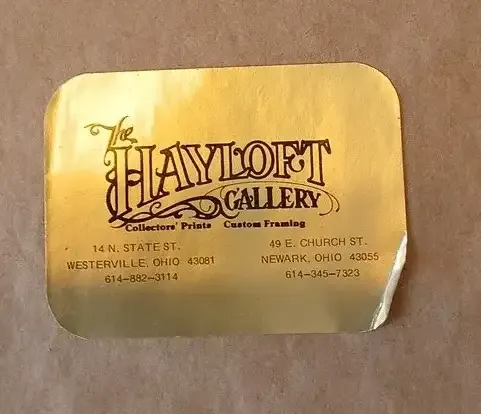 The
HAYLOFT
GALLERY
Collectors' Prints Custom Framing
14 N. STATE ST.
WESTERVILLE, OHIO 43081
614-882-3114
49 E. CHURCH ST.
NEWARK, OHIO 43055
614-345-7323